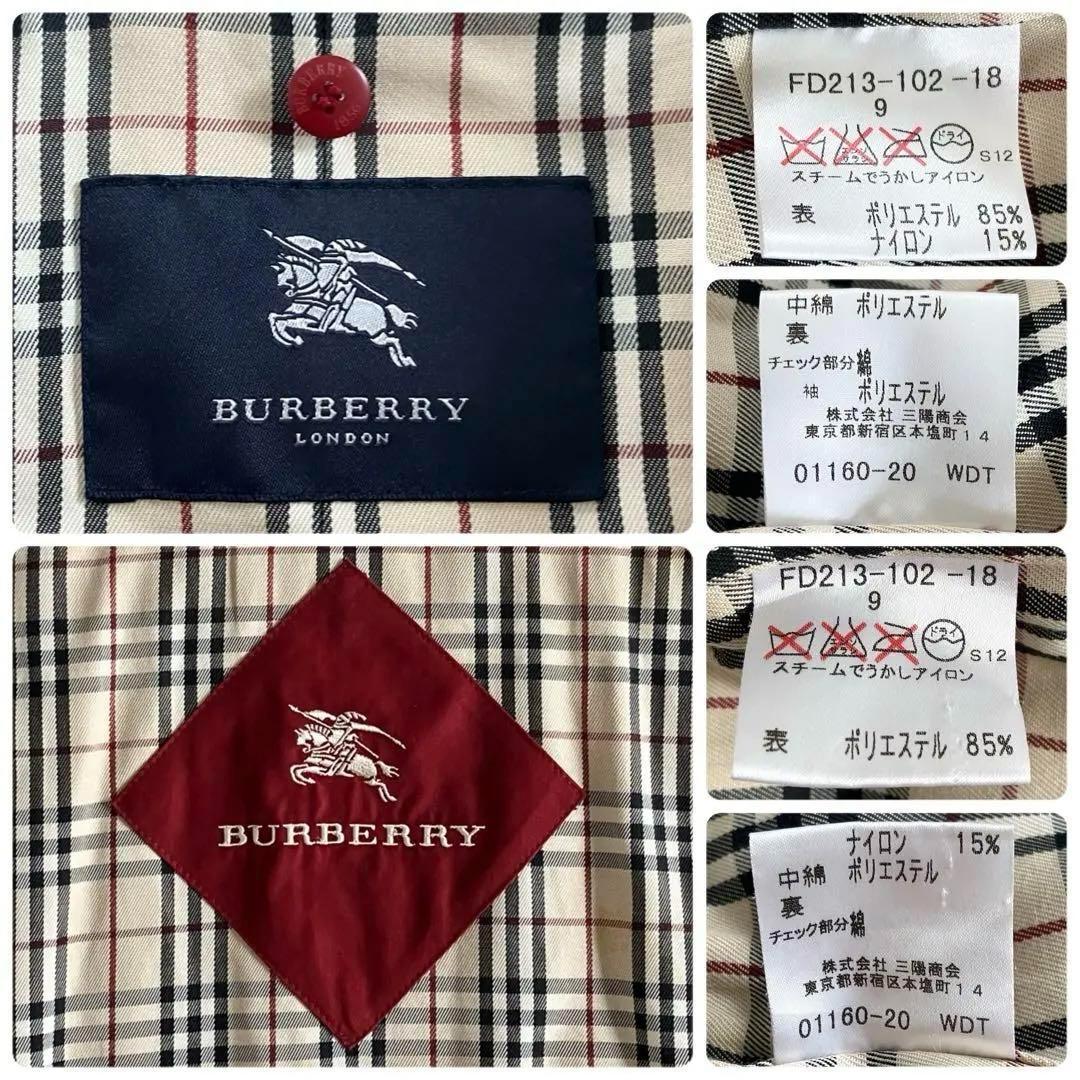 BURBERRY
1856
BURBERRY
LONDON
FD213-102 -18
9
ドライ
エンソ
サラシ
S12
スチームでうかしアイロン
表 ポリエステル 85%
ナイロン 15%
中綿 ポリエステル
裏
チェック部分綿
袖 ポリエステル
株式会社 三陽商会
東京都新宿区本塩町14
01160-20 WDT
BURBERRY
FD213-102 -18
9
ドライ
S12
スチームでうかしアイロン
表 ポリエステル 85%
ナイロン 15%
中綿 ポリエステル
裏
チェック部分綿
株式会社 三陽商会
東京都新宿区本塩町14
01160-20 WDT